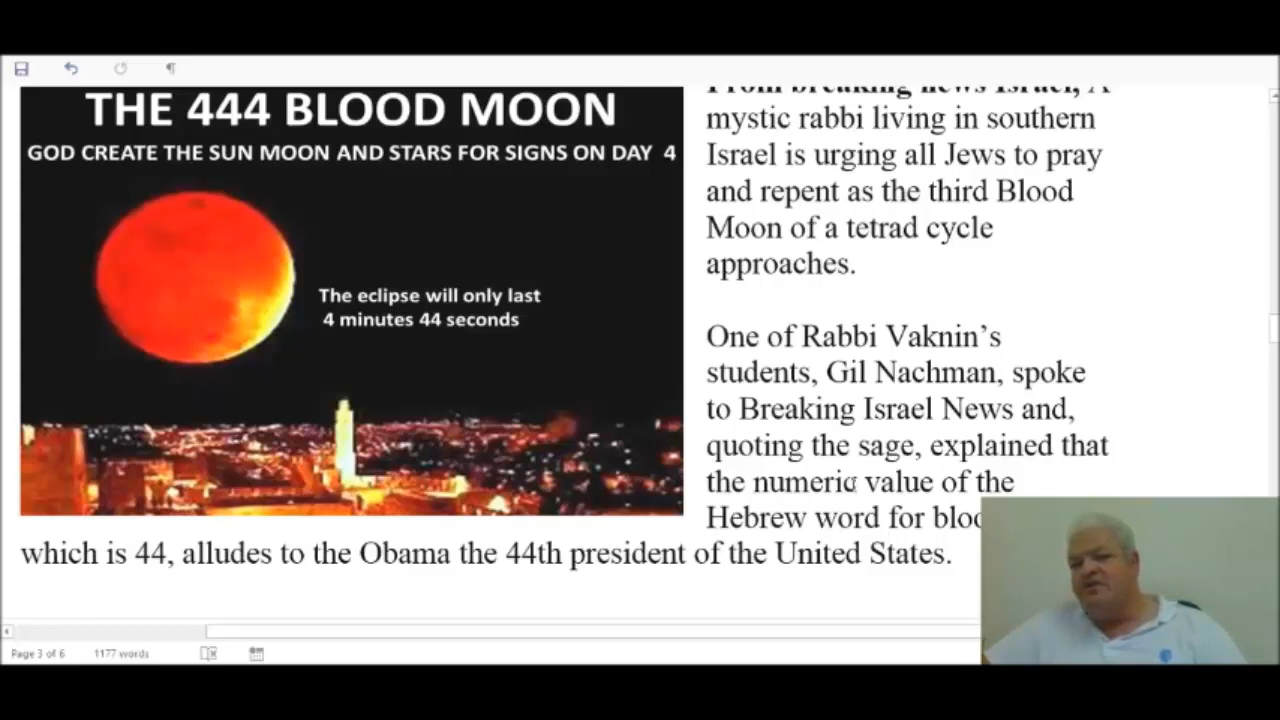 THE 444 BLOOD MOON
GOD CREATE THE SUN MOON AND STARS FOR SIGNS ON DAY 4
The eclipse will only last
4 minutes 44 seconds
From breaking news Israel, A
mystic rabbi living in southern
Israel is urging all Jews to pray
and repent as the third Blood
Moon of a tetrad cycle
approaches.
One of Rabbi Vaknin’s
students, Gil Nachman, spoke
to Breaking Israel News and,
quoting the sage, explained that
the numeric value of the
Hebrew word for
which is 44, alludes to the Obama the 44th president of the United States.
Page 3 of 6
1177 words